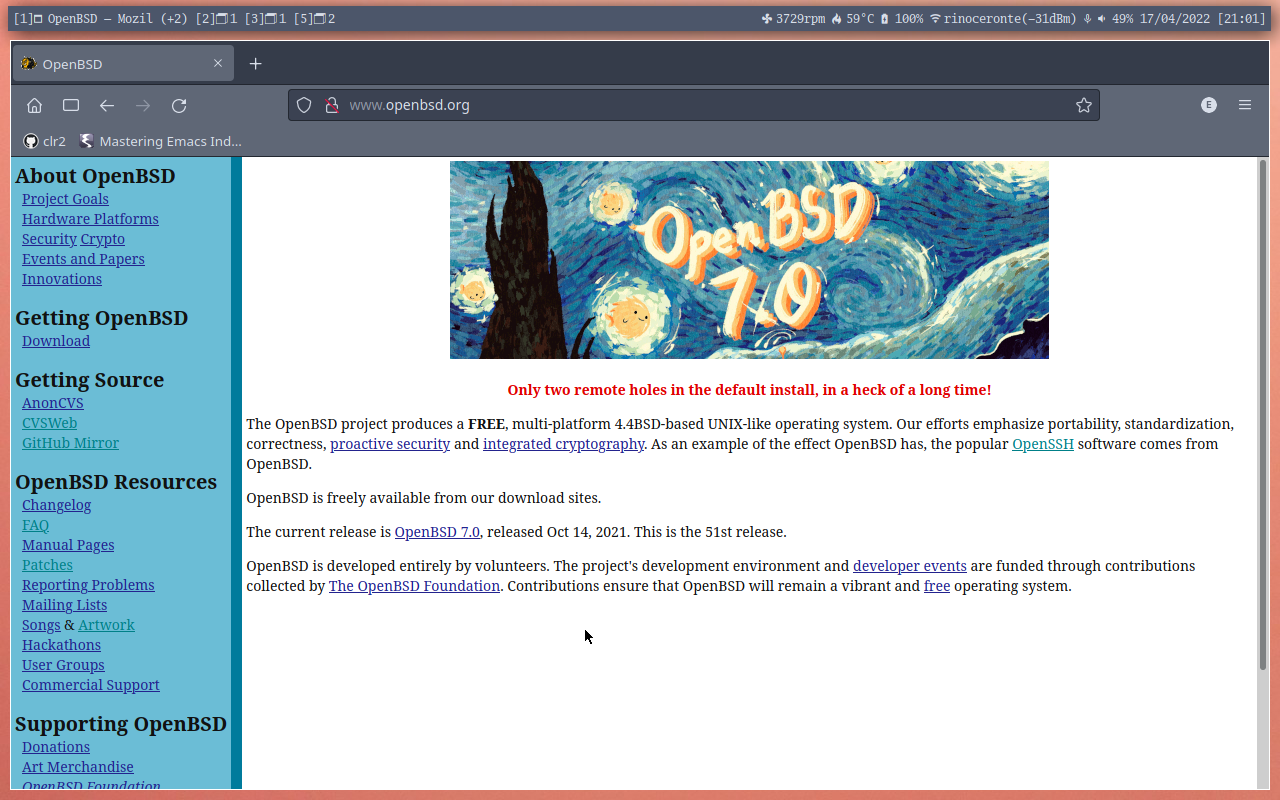 [1] OpenBSD — Mozil (+2) [2] 1 [3] 1 [5] 2 3729rpm 59°C 100% rinoceronte(-31dBm) 49% 17/04/2022 [21:01]
OpenBSD
www.openbsd.org
E
clr2 Mastering Emacs Ind...
About OpenBSD
Project Goals
Hardware Platforms
Security Crypto
Events and Papers
Innovations
Getting OpenBSD
Download
Getting Source
AnonCVS
CVSWeb
GitHub Mirror
OpenBSD Resources
Changelog
FAQ
Manual Pages
Patches
Reporting Problems
Mailing Lists
Songs & Artwork
Hackathons
User Groups
Commercial Support
Supporting OpenBSD
Donations
Art Merchandise
OpenBSD Foundation
OpenBSD
7.0
Only two remote holes in the default install, in a heck of a long time!
The OpenBSD project produces a FREE, multi-platform 4.4BSD-based UNIX-like operating system. Our efforts emphasize portability, standardization,
correctness, proactive security and integrated cryptography. As an example of the effect OpenBSD has, the popular OpenSSH software comes from
OpenBSD.
OpenBSD is freely available from our download sites.
The current release is OpenBSD 7.0, released Oct 14, 2021. This is the 51st release.
OpenBSD is developed entirely by volunteers. The project's development environment and developer events are funded through contributions
collected by The OpenBSD Foundation. Contributions ensure that OpenBSD will remain a vibrant and free operating system.